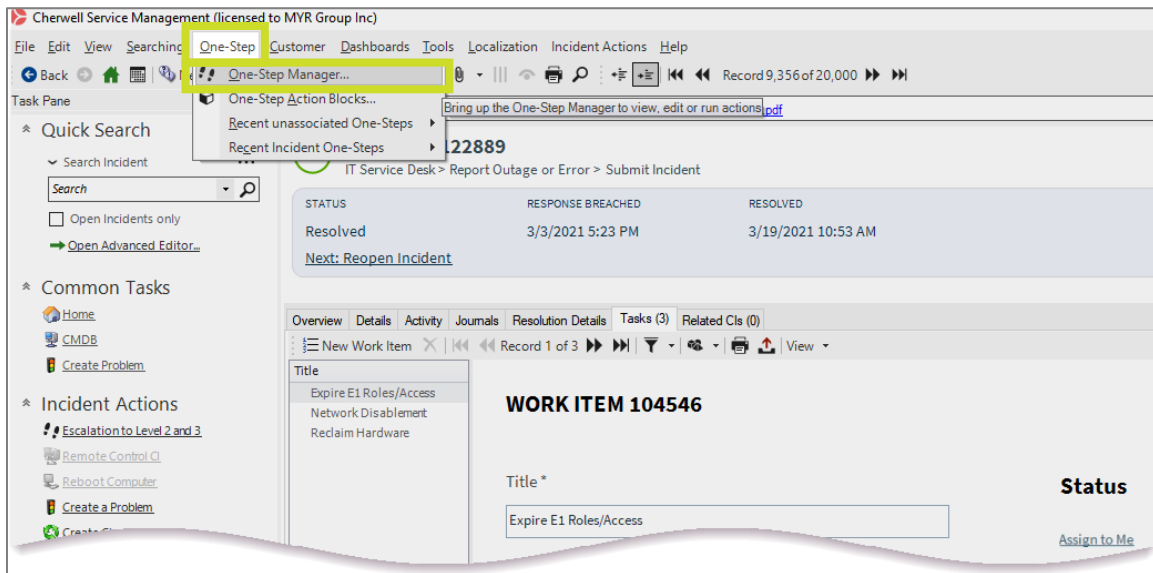 Cherwell Service Management (licensed to MYR Group Inc)
File Edit View Searching One-Step Customer Dashboards Tools Localization Incident Actions Help
Back Record 9,356 of 20,000
One-Step Manager...
One-Step Action Blocks...
Recent unassociated One-Steps
Recent Incident One-Steps
Bring up the One-Step Manager to view, edit or run actions
.pdf
Task Pane
Quick Search
Search Incident
Search
Open Incidents only
Open Advanced Editor...
Common Tasks
Home
CMDB
Create Problem
Incident Actions
Escalation to Level 2 and 3
Remote Control CI
Reboot Computer
Create a Problem
122889
IT Service Desk > Report Outage or Error > Submit Incident
STATUS RESPONSE BREACHED RESOLVED
Resolved 3/3/2021 5:23 PM 3/19/2021 10:53 AM
Next: Reopen Incident
Overview Details Activity Journals Resolution Details Tasks (3) Related CIs (0)
New Work Item Record 1 of 3 View
Title
Expire E1 Roles/Access
Network Disablement
Reclaim Hardware
WORK ITEM 104546
Title *
Expire E1 Roles/Access
Status
Assign to Me